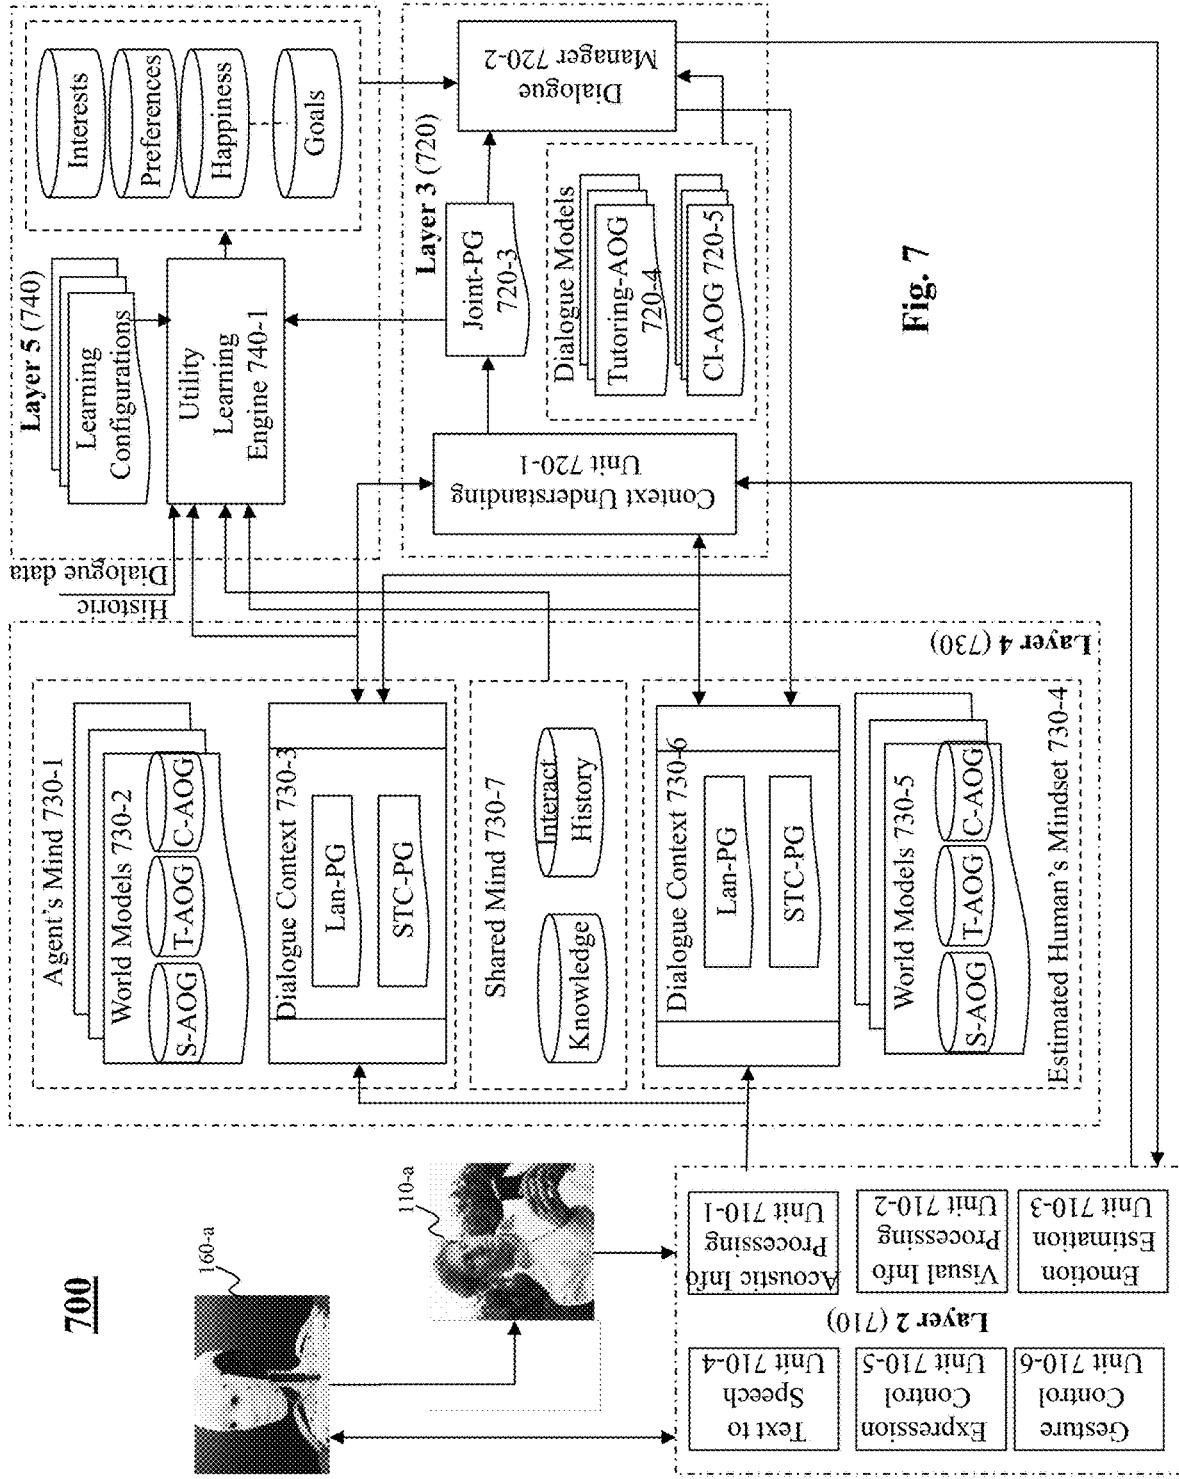 700
160-a
110-a
Layer 2 (710)
Text to
Speech
Unit 710-4
Expression
Control
Unit 710-5
Gesture
Control
Unit 710-6
Acoustic Info
Processing
Unit 710-1
Visual Info
Processing
Unit 710-2
Emotion
Estimation
Unit 710-3
Layer 4 (730)
Agent's Mind 730-1
World Models 730-2
S-AOG
T-AOG
C-AOG
Dialogue Context 730-3
Lan-PG
STC-PG
Shared Mind 730-7
Knowledge
Interact
History
Dialogue Context 730-6
Lan-PG
STC-PG
World Models 730-5
S-AOG
T-AOG
C-AOG
Estimated Human's Mindset 730-4
Historic
Dialogue data
Layer 5 (740)
Learning
Configurations
Utility
Learning
Engine 740-1
Interests
Preferences
Happiness
Goals
Layer 3 (720)
Context Understanding
Unit 720-1
Joint-PG
720-3
Dialogue Models
Tutoring-AOG
720-4
CI-AOG 720-5
Dialogue
Manager 720-2
Fig. 7